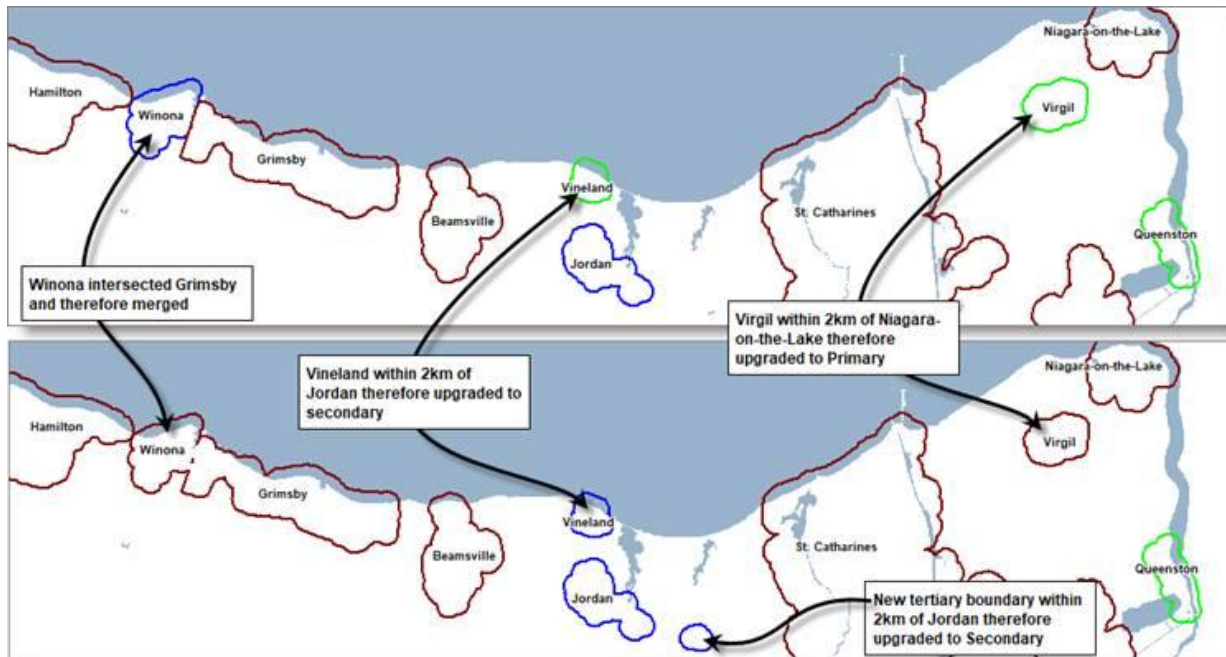 Niagara-on-the-Lake
Hamilton
Winona
Virgil
Grimsby
Vineland
Beamsville
St. Catharines
Queenston
Jordan
Winona intersected Grimsby
and therefore merged
Virgil within 2km of Niagara-
on-the-Lake therefore
upgraded to Primary
Vineland within 2km of
Jordan therefore upgraded to
secondary
Niagara-on-the-Lake
Hamilton
Winona
Virgil
Grimsby
Vineland
Beamsville
St. Catharines
Queenston
Jordan
New tertiary boundary within
2km of Jordan therefore
upgraded to Secondary